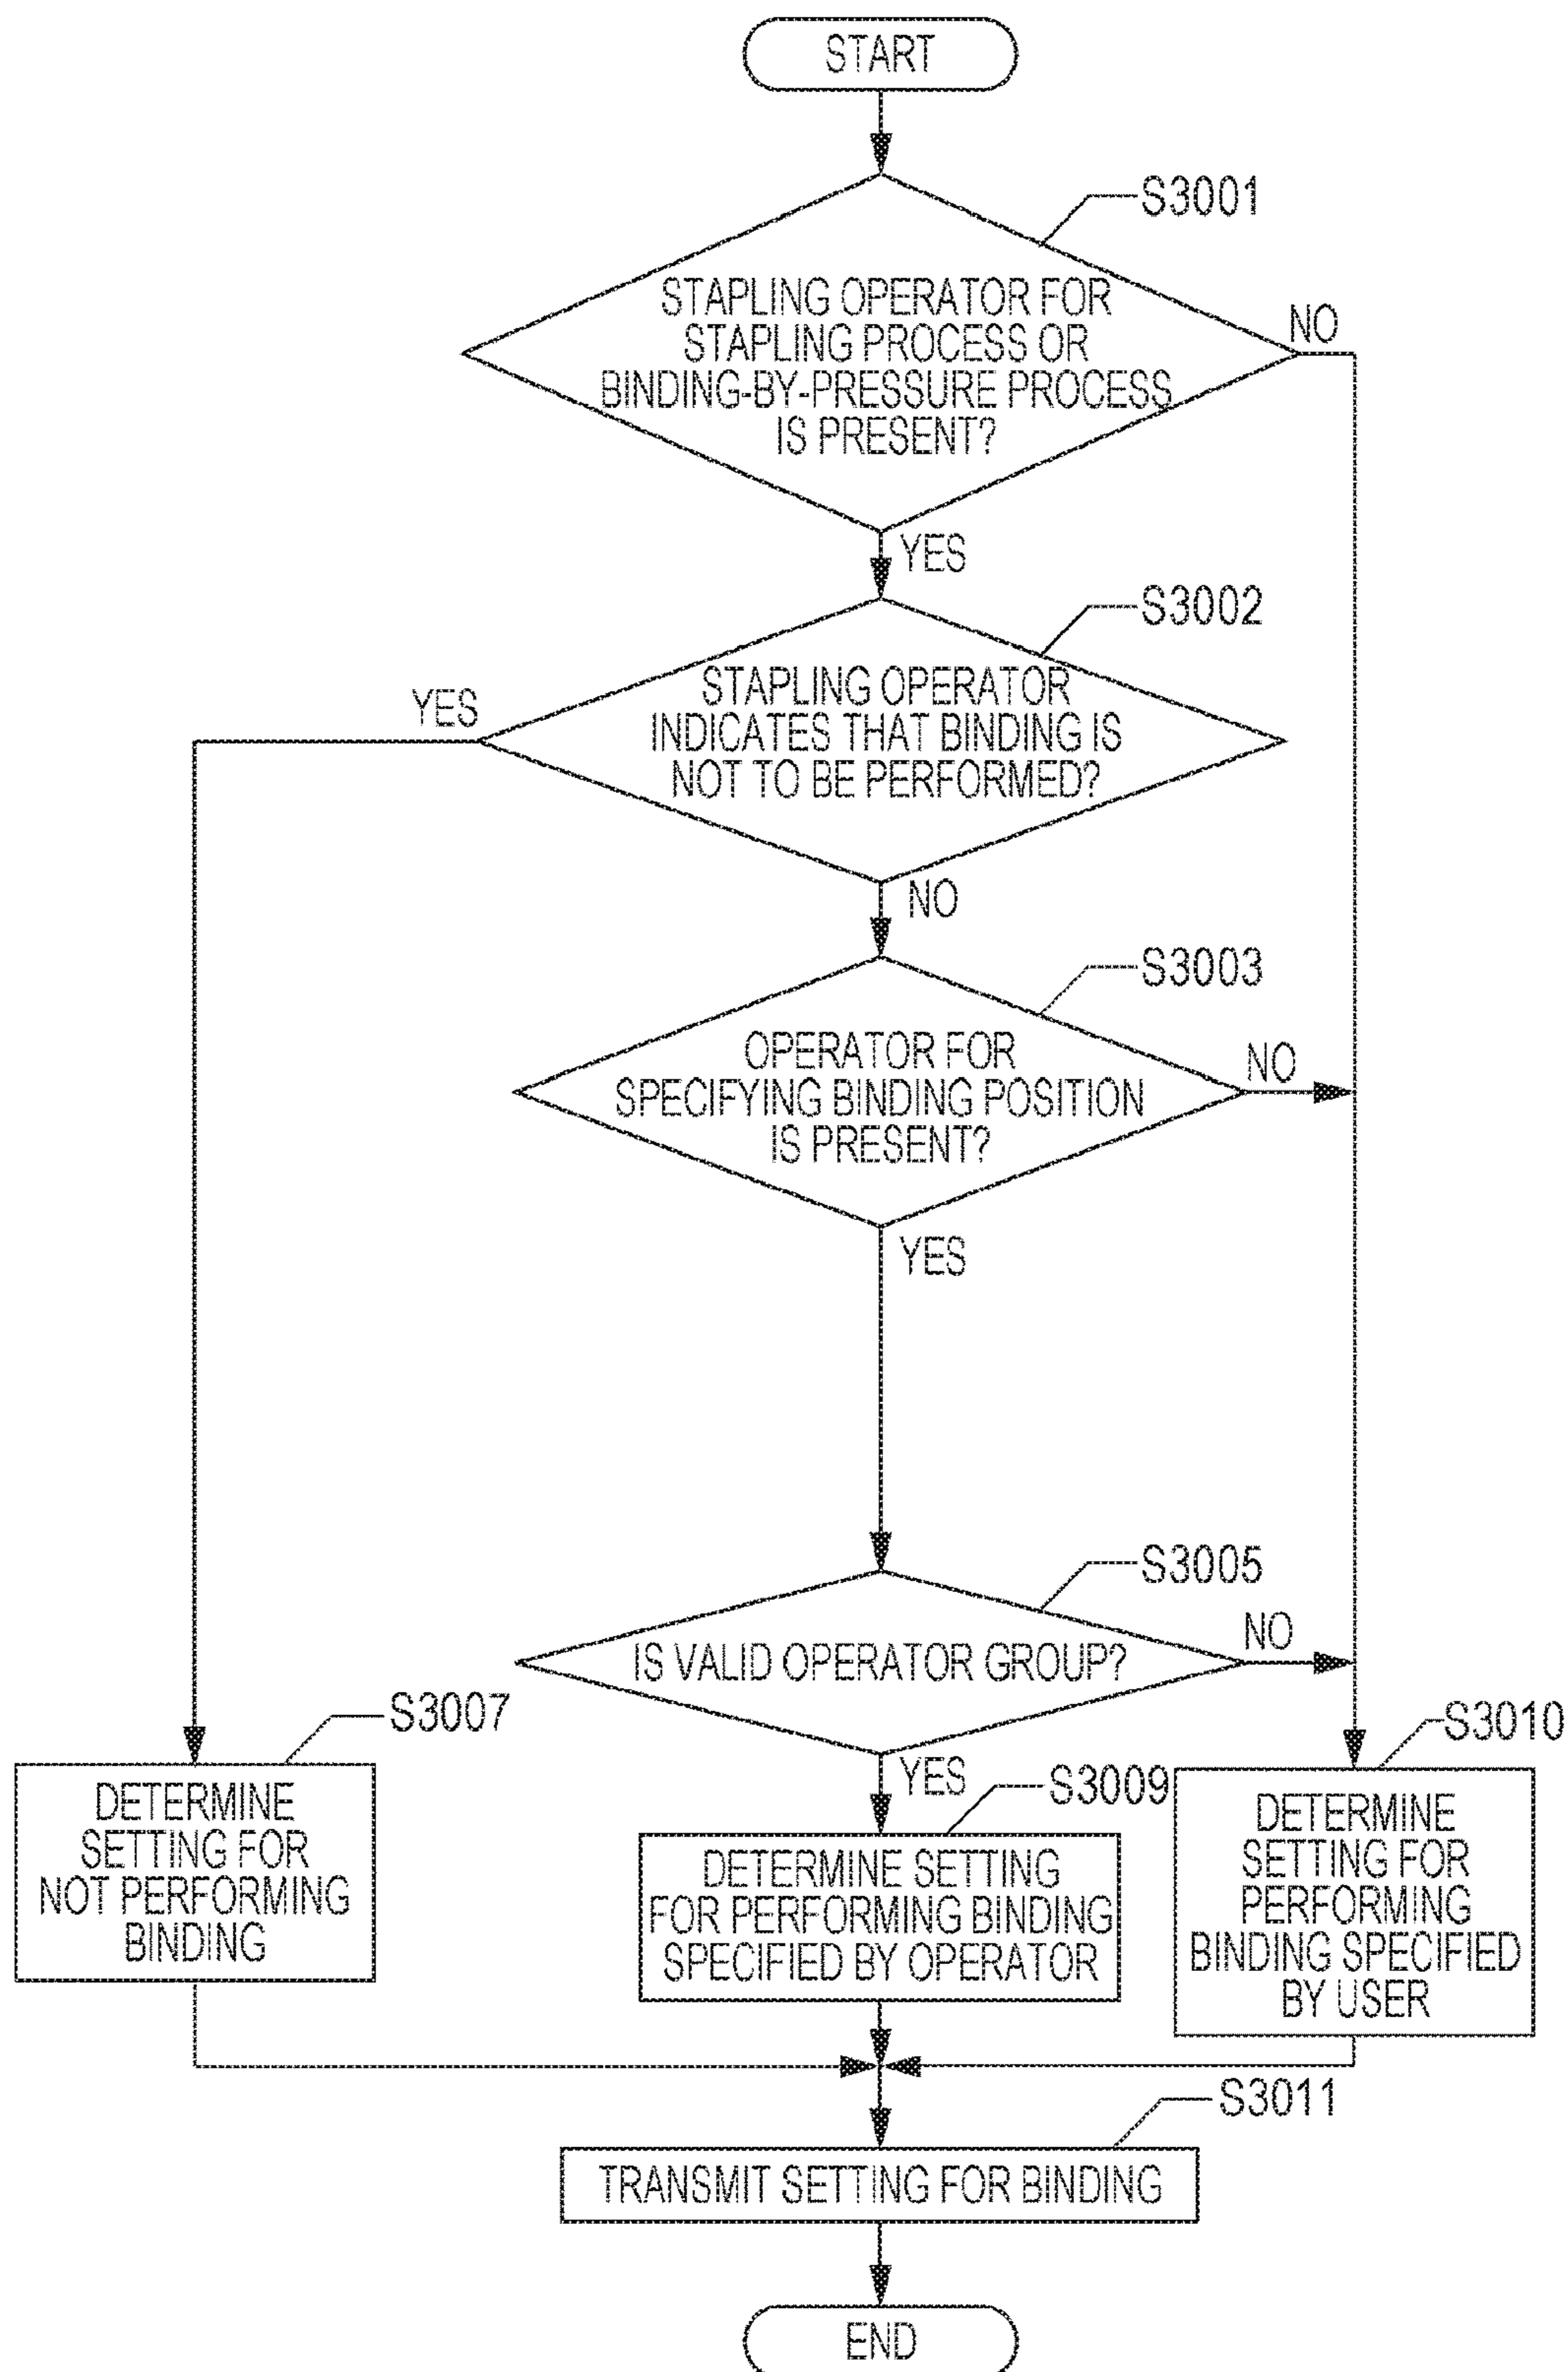 START
S3001
STAPLING OPERATOR FOR
STAPLING PROCESS OR
BINDING-BY-PRESSURE PROCESS
IS PRESENT?
NO
YES
S3002
STAPLING OPERATOR
INDICATES THAT BINDING IS
NOT TO BE PERFORMED?
YES
NO
S3003
OPERATOR FOR
SPECIFYING BINDING POSITION
IS PRESENT?
NO
YES
S3005
IS VALID OPERATOR GROUP?
NO
YES
S3007
DETERMINE
SETTING FOR
NOT PERFORMING
BINDING
S3009
DETERMINE SETTING
FOR PERFORMING BINDING
SPECIFIED BY OPERATOR
S3010
DETERMINE
SETTING FOR
PERFORMING
BINDING SPECIFIED
BY USER
S3011
TRANSMIT SETTING FOR BINDING
END